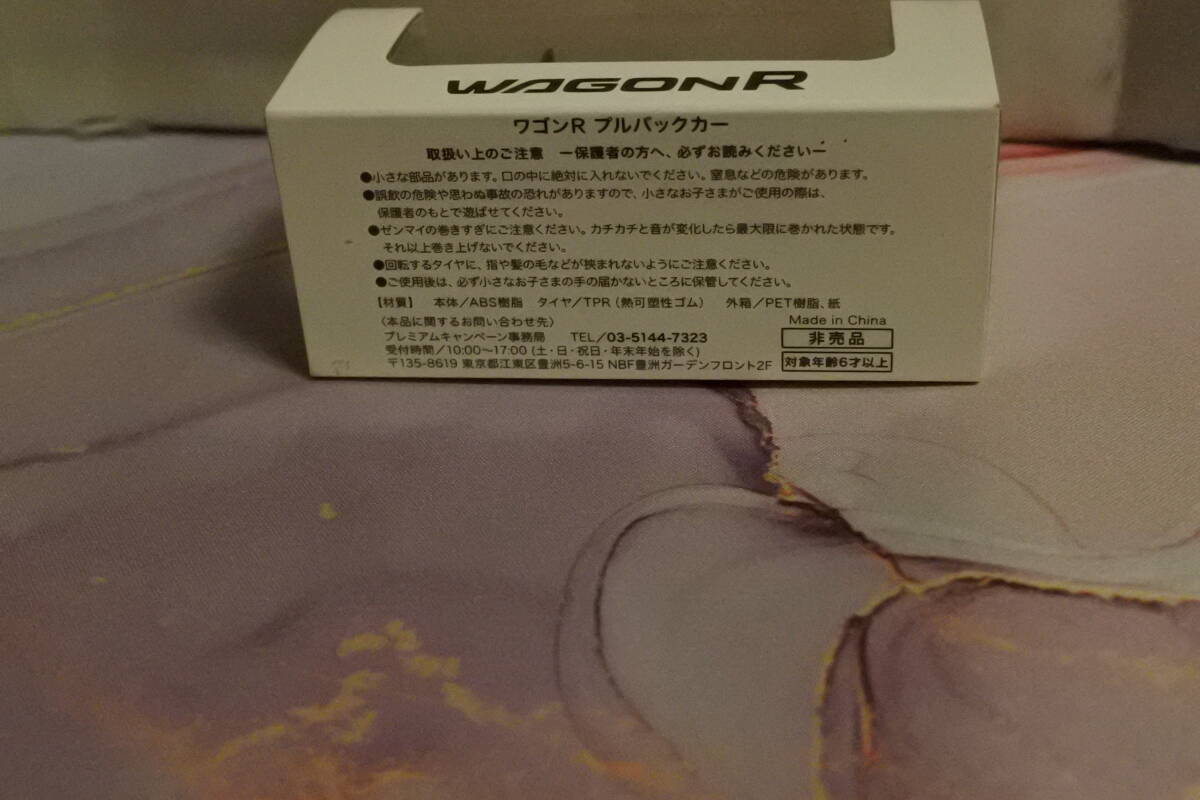 WAGONR
ワゴンR プルバックカー
取扱い上のご注意 ー保護者の方へ、必ずお読みくださいー
●小さな部品があります。口の中に絶対に入れないでください。窒息などの危険があります。
●誤飲の危険や思わぬ事故の恐れがありますので、小さなお子さまがご使用の際は、
保護者のもとで遊ばせてください。
●ゼンマイの巻きすぎにご注意ください。カチカチと音が変化したら最大限に巻かれた状態です。
それ以上巻き上げないでください。
●回転するタイヤに、指や髪の毛などが挟まれないようにご注意ください。
●ご使用後は、必ず小さなお子さまの手の届かないところに保管してください。
【材質】 本体/ABS樹脂 タイヤ/TPR(熱可塑性ゴム) 外箱/PET樹脂、紙
〈本品に関するお問い合わせ先〉 Made in China
プレミアムキャンペーン事務局 TEL/03-5144-7323 非売品
受付時間/10:00〜17:00(土・日・祝日・年末年始を除く)
〒135-8619 東京都江東区豊洲5-6-15 NBF豊洲ガーデンフロント2F 対象年齢6才以上